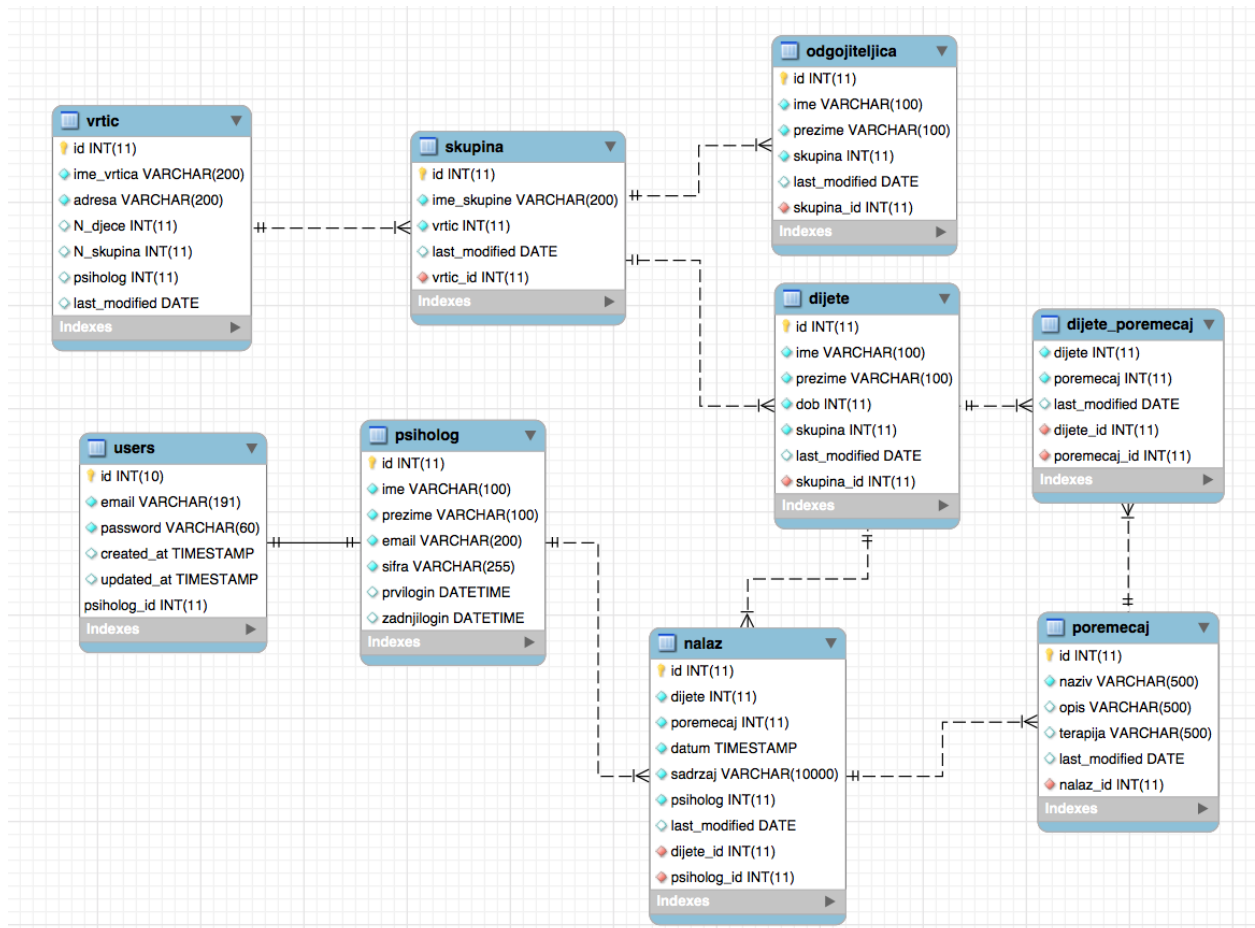 vrtic
id INT(11)
ime_vrtica VARCHAR(200)
adresa VARCHAR(200)
N_djece INT(11)
N_skupina INT(11)
psiholog INT(11)
last_modified DATE
Indexes
skupina
id INT(11)
ime_skupine VARCHAR(200)
vrtic INT(11)
last_modified DATE
vrtic_id INT(11)
Indexes
odgojiteljica
id INT(11)
ime VARCHAR(100)
prezime VARCHAR(100)
skupina INT(11)
last_modified DATE
skupina_id INT(11)
Indexes
dijete
id INT(11)
ime VARCHAR(100)
prezime VARCHAR(100)
dob INT(11)
skupina INT(11)
last_modified DATE
skupina_id INT(11)
Indexes
dijete_poremecaj
dijete INT(11)
poremecaj INT(11)
last_modified DATE
dijete_id INT(11)
poremecaj_id INT(11)
Indexes
users
id INT(10)
email VARCHAR(191)
password VARCHAR(60)
created_at TIMESTAMP
updated_at TIMESTAMP
psiholog_id INT(11)
Indexes
psiholog
id INT(11)
ime VARCHAR(100)
prezime VARCHAR(100)
email VARCHAR(200)
sifra VARCHAR(255)
prvilogin DATETIME
zadnjilogin DATETIME
Indexes
nalaz
id INT(11)
dijete INT(11)
poremecaj INT(11)
datum TIMESTAMP
sadrzaj VARCHAR(10000)
psiholog INT(11)
last_modified DATE
dijete_id INT(11)
psiholog_id INT(11)
Indexes
poremecaj
id INT(11)
naziv VARCHAR(500)
opis VARCHAR(500)
terapija VARCHAR(500)
last_modified DATE
nalaz_id INT(11)
Indexes